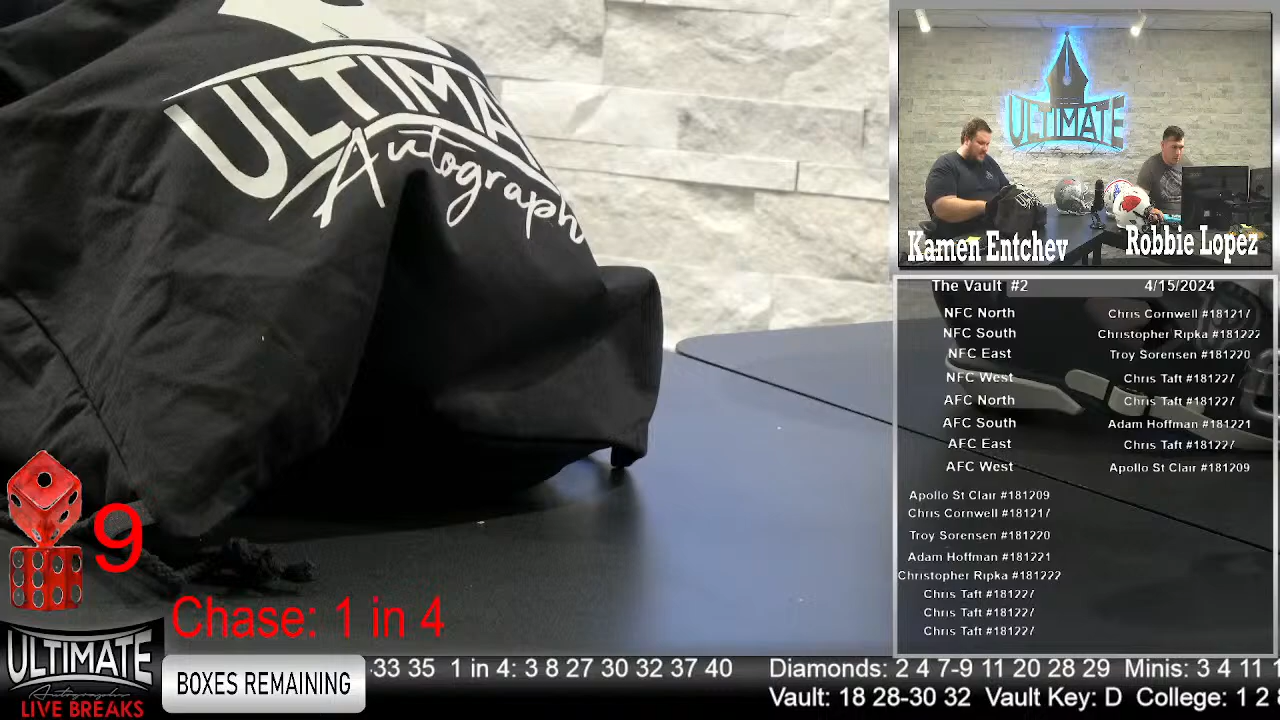 ULTIMA
Autograph
ULTIMATE
Kamen Entchev
Robbie Lopez
The Vault #2 4/15/2024
NFC North Chris Cornwell #181217
NFC South Christopher Ripka #181222
NFC East Troy Sorensen #181220
NFC West Chris Taft #181227
AFC North Chris Taft #181227
AFC South Adam Hoffman #181221
AFC East Chris Taft #181227
AFC West Apollo St Clair #181209
Apollo St Clair #181209
Chris Cornwell #181217
Troy Sorensen #181220
Adam Hoffman #181221
Christopher Ripka #181222
Chris Taft #181227
Chris Taft #181227
Chris Taft #181227
9
Chase: 1 in 4
ULTIMATE
Autographs
LIVE BREAKS
BOXES REMAINING
-33 35 1 in 4: 3 8 27 30 32 37 40 Diamonds: 2 4 7-9 11 20 28 29 Minis: 3 4 11 1
Vault: 18 28-30 32 Vault Key: D College: 1 2 8